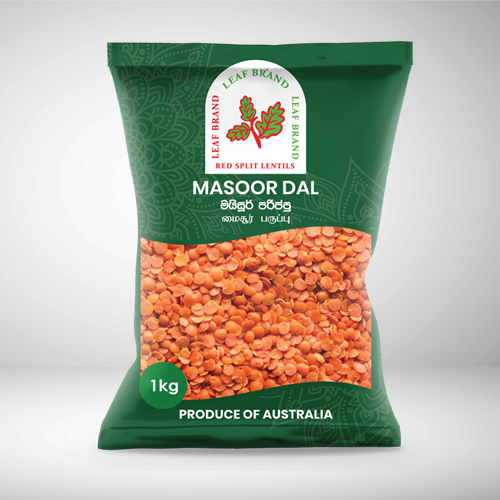 LEAF BRAND
LEAF BRAND
LEAF BRAND
RED SPLIT LENTILS
MASOOR DAL
මයිසූර් පරිප්පු
மைசூர் பருப்பு
1kg
PRODUCE OF AUSTRALIA